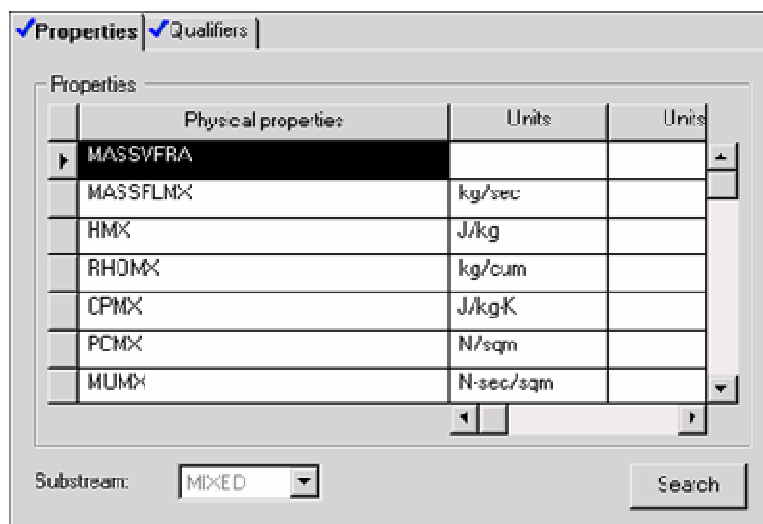 Properties Qualifiers
Properties
Physical properties Units Units
MASSVFRA
MASSFLMX kg/sec
HMX J/kg
RHOMX kg/cum
CPMX J/kg-K
PCMX N/sqm
MUMX N-sec/sqm
Substream: MIXED Search